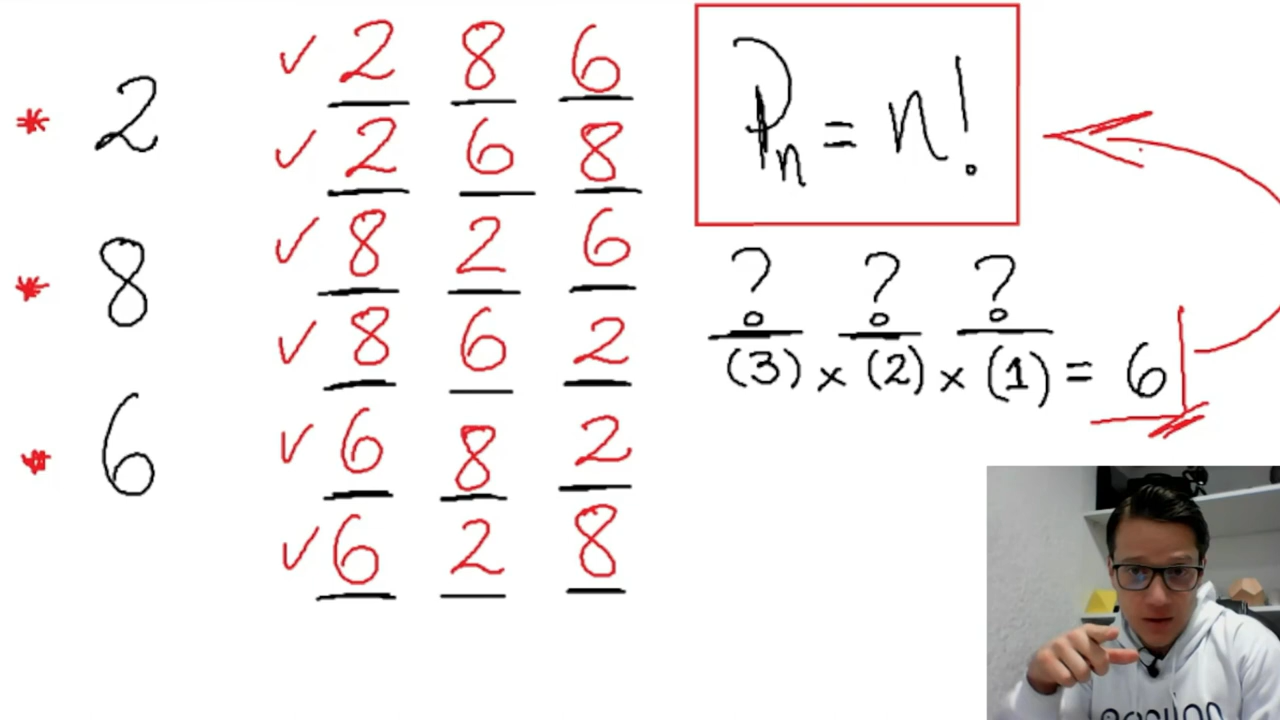 * 2
* 8
* 6
✓ 2 8 6
✓ 2 6 8
✓ 8 2 6
✓ 8 6 2
✓ 6 8 2
✓ 6 2 8
Pn = n!
? ? ?
(3) x (2) x (1) = 6